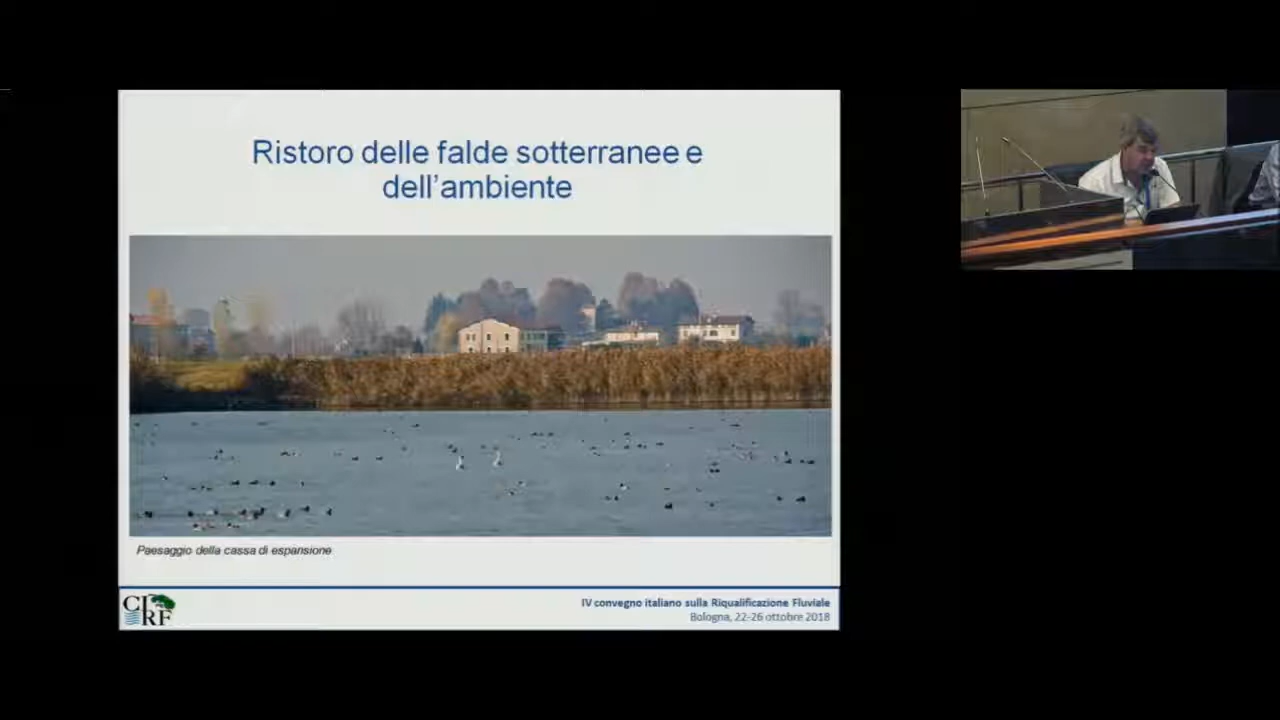 Ristoro delle falde sotterranee e
dell'ambiente
Paesaggio della cassa di espansione
CIRF
IV convegno italiano sulla Riqualificazione Fluviale
Bologna, 22-26 ottobre 2018